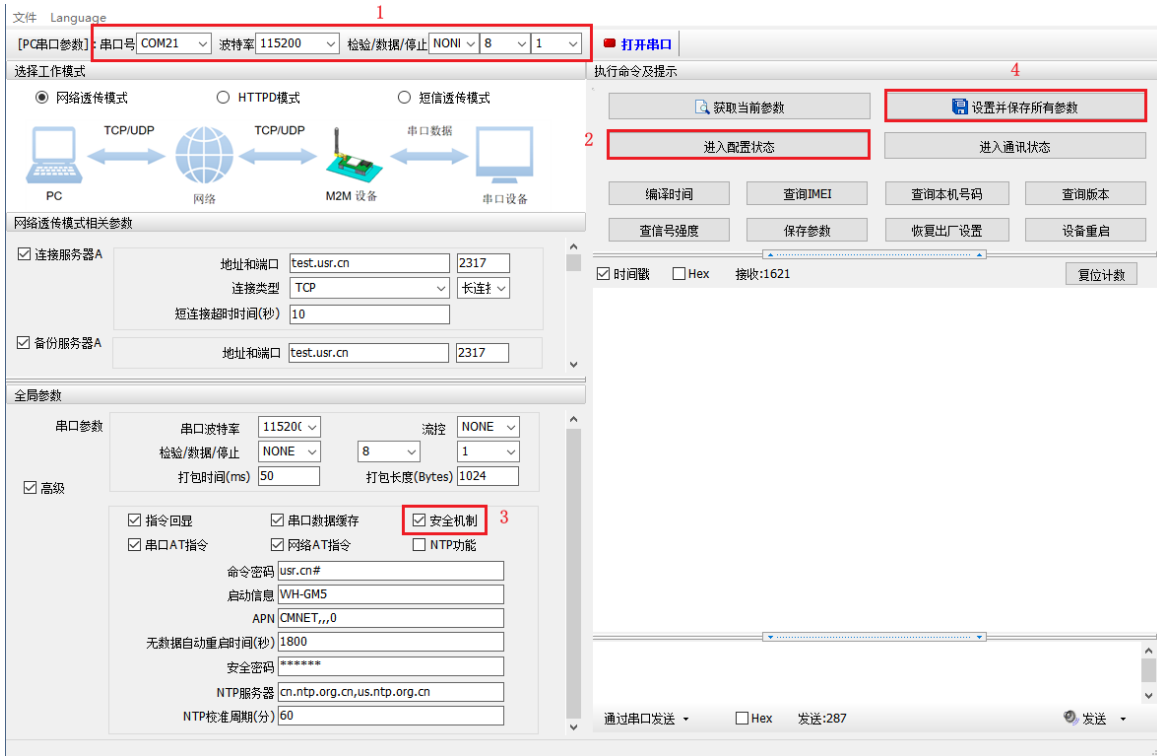 文件 Language
1
[PC串口参数]: 串口号 COM21 波特率 115200 检验/数据/停止 NONI 8 1 打开串口
选择工作模式
网络透传模式 HTTPD模式 短信透传模式
TCP/UDP TCP/UDP 串口数据
PC 网络 M2M 设备 串口设备
网络透传模式相关参数
连接服务器A
地址和端口 test.usr.cn 2317
连接类型 TCP 长连接
短连接超时时间(秒) 10
备份服务器A
地址和端口 test.usr.cn 2317
全局参数
串口参数
串口波特率 11520( 流控 NONE
检验/数据/停止 NONE 8 1
打包时间(ms) 50 打包长度(Bytes) 1024
高级
指令回显 串口数据缓存 安全机制 3
串口AT指令 网络AT指令 NTP功能
命令密码 usr.cn#
启动信息 WH-GM5
APN CMNET,,,0
无数据自动重启时间(秒) 1800
安全密码 ******
NTP服务器 cn.ntp.org.cn,us.ntp.org.cn
NTP校准周期(分) 60
执行命令及提示
4
获取当前参数 设置并保存所有参数
2
进入配置状态 进入通讯状态
编译时间 查询IMEI 查询本机号码 查询版本
查信号强度 保存参数 恢复出厂设置 设备重启
时间戳 Hex 接收:1621 复位计数
通过串口发送 Hex 发送:287 发送